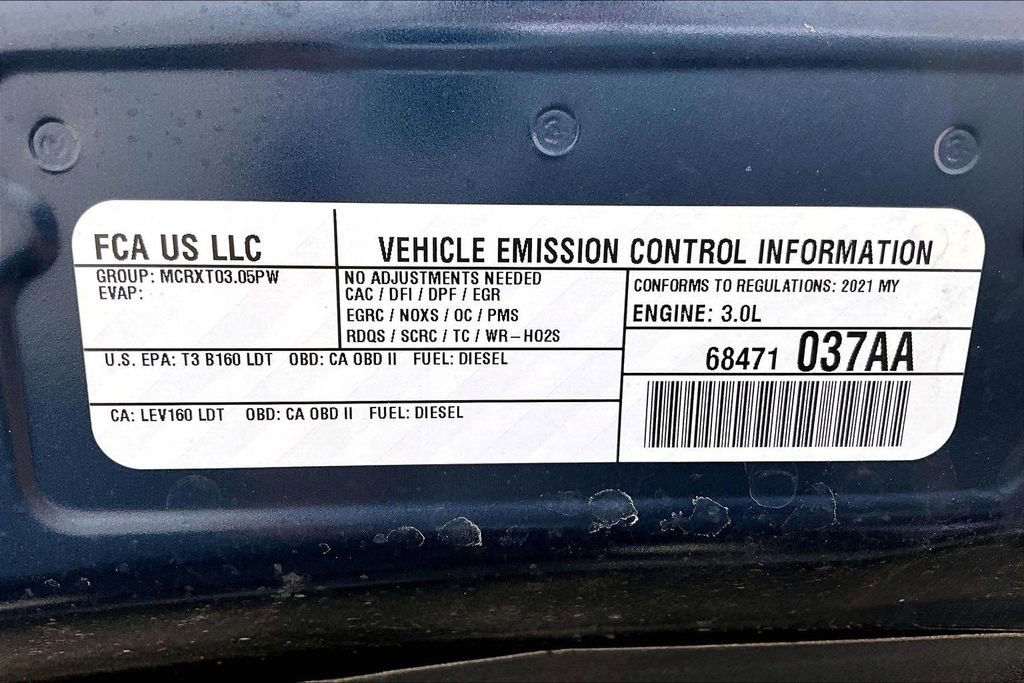 FCA US LLC
VEHICLE EMISSION CONTROL INFORMATION
GROUP: MCRXT03.05PW
EVAP:
NO ADJUSTMENTS NEEDED
CAC / DFI / DPF / EGR
EGRC / NOXS / OC / PMS
RDQS / SCRC / TC / WR-HO2S
CONFORMS TO REGULATIONS: 2021 MY
ENGINE: 3.0L
68471 037AA
U.S. EPA: T3 B160 LDT OBD: CA OBD II FUEL: DIESEL
CA: LEV160 LDT OBD: CA OBD II FUEL: DIESEL